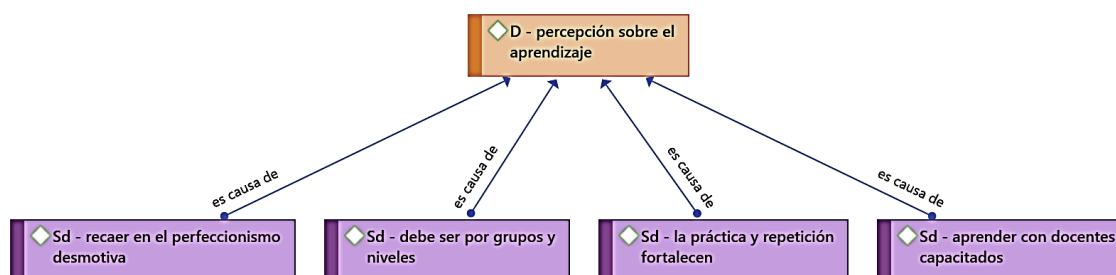 D - percepción sobre el
aprendizaje
es causa de
es causa de
es causa de
es causa de
Sd - recaer en el perfeccionismo
desmotiva
Sd - debe ser por grupos y
niveles
Sd - la práctica y repetición
fortalecen
Sd - aprender con docentes
capacitados